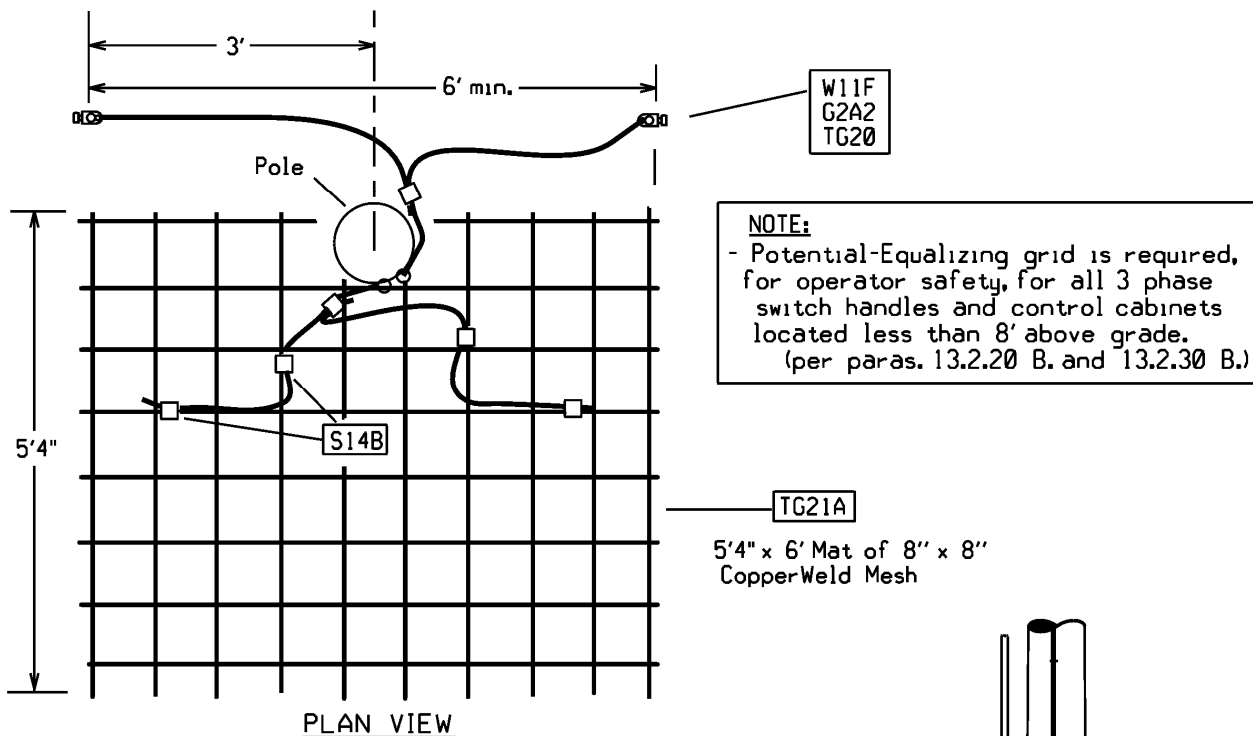 3'
6' min.
W11F
G2A2
TG20
Pole
NOTE:
- Potential-Equalizing grid is required,
for operator safety, for all 3 phase
switch handles and control cabinets
located less than 8' above grade.
(per paras. 13.2.20 B. and 13.2.30 B.)
5'4"
S14B
TG21A
5'4" x 6' Mat of 8'' x 8''
CopperWeld Mesh
PLAN VIEW